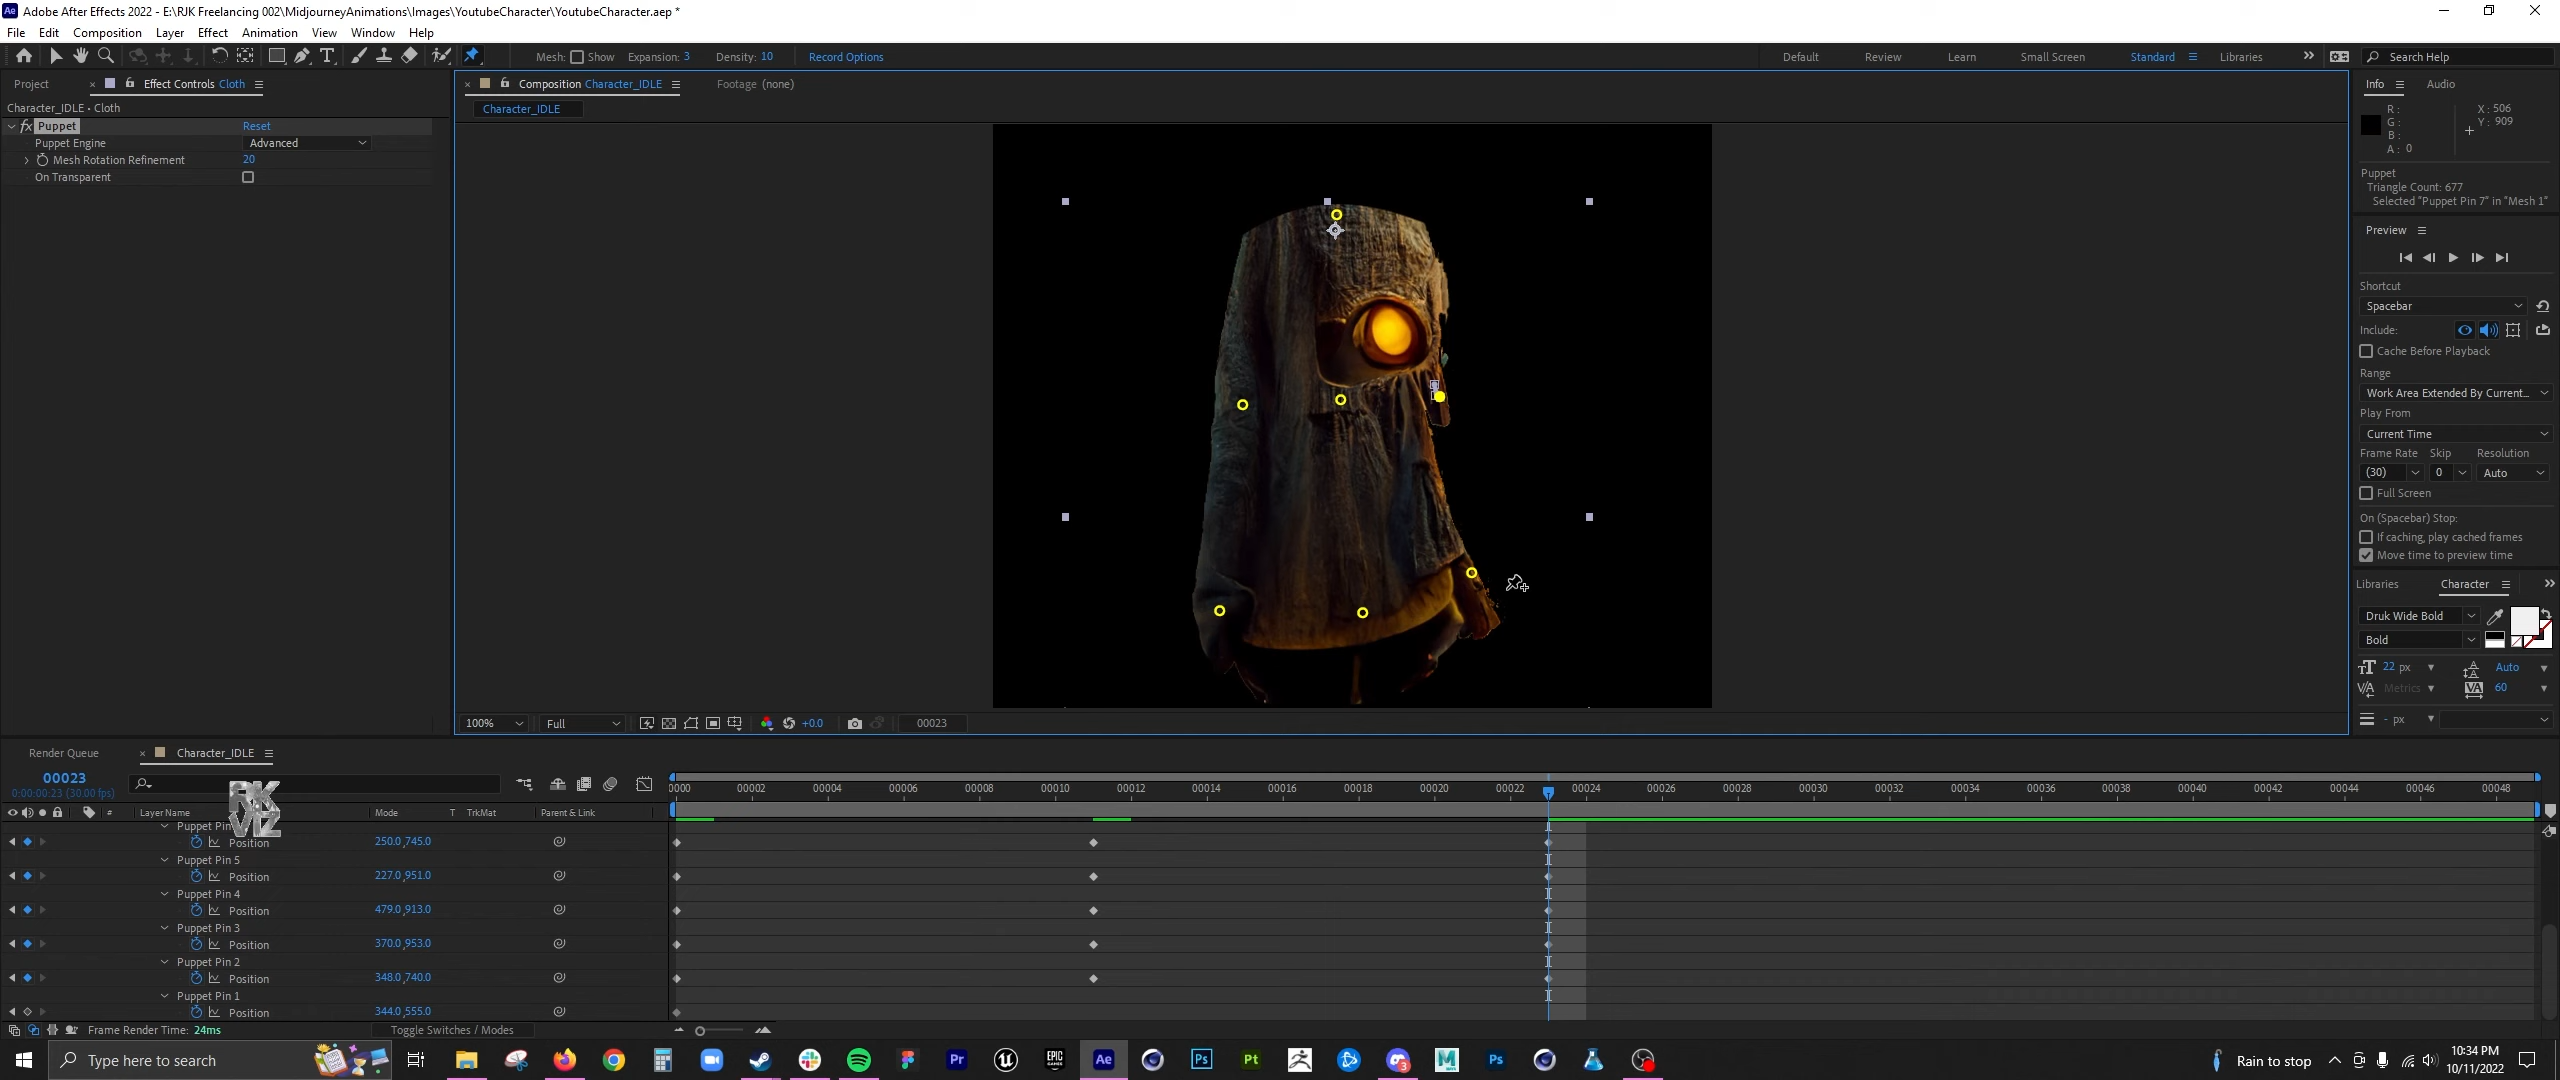 Adobe After Effects 2022 - E:\RJK Freelancing 002\MidjourneyAnimations\Images\YoutubeCharacter\YoutubeCharacter.aep *
File Edit Composition Layer Effect Animation View Window Help
Mesh: Show Expansion: 3 Density: 10 Record Options Default Review Learn Small Screen Standard Libraries Search Help
Project Effect Controls Cloth Composition Character_IDLE Footage (none) Info Audio
Character_IDLE • Cloth Character_IDLE
fx Puppet Reset
Puppet Engine Advanced
Mesh Rotation Refinement 20
On Transparent
R: X: 506
G: Y: 909
B:
A: 0
Puppet
Triangle Count: 677
Selected "Puppet Pin 7" in "Mesh 1"
Preview
Shortcut
Spacebar
Include:
Cache Before Playback
Range
Work Area Extended By Current...
Play From
Current Time
Frame Rate Skip Resolution
(30) 0 Auto
Full Screen
On (Spacebar) Stop:
If caching, play cached frames
Move time to preview time
Libraries Character
Druk Wide Bold
Bold
22 px Auto
Metrics 60
- px
100% Full +0.0 00023
Render Queue Character_IDLE
00023
0:00:00:23 (30.00 fps)
0000 00002 00004 00006 00008 00010 00012 00014 00016 00018 00020 00022 00024 00026 00028 00030 00032 00034 00036 00038 00040 00042 00044 00046 00048
# Layer Name Mode T TrkMat Parent & Link
RK
VIZ
Puppet Pin
Position 250.0,745.0
Puppet Pin 5
Position 227.0,951.0
Puppet Pin 4
Position 479.0,913.0
Puppet Pin 3
Position 370.0,953.0
Puppet Pin 2
Position 348.0,740.0
Puppet Pin 1
Position 344.0,555.0
Frame Render Time: 24ms Toggle Switches / Modes
Type here to search Pr EPIC GAMES Ae Ps Pt 3 M Ps Rain to stop 10:34 PM
10/11/2022